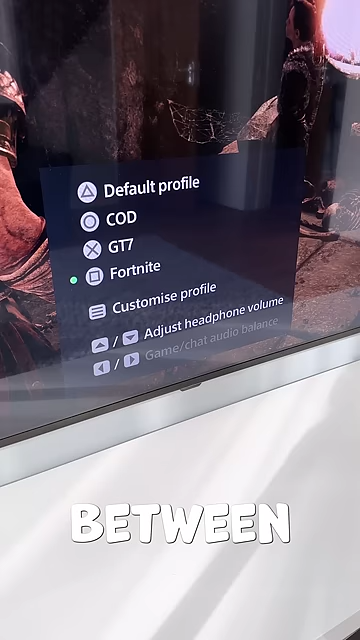 Default profile
COD
GT7
Fortnite
Customise profile
/ Adjust headphone volume
/ Game/chat audio balance
BETWEEN